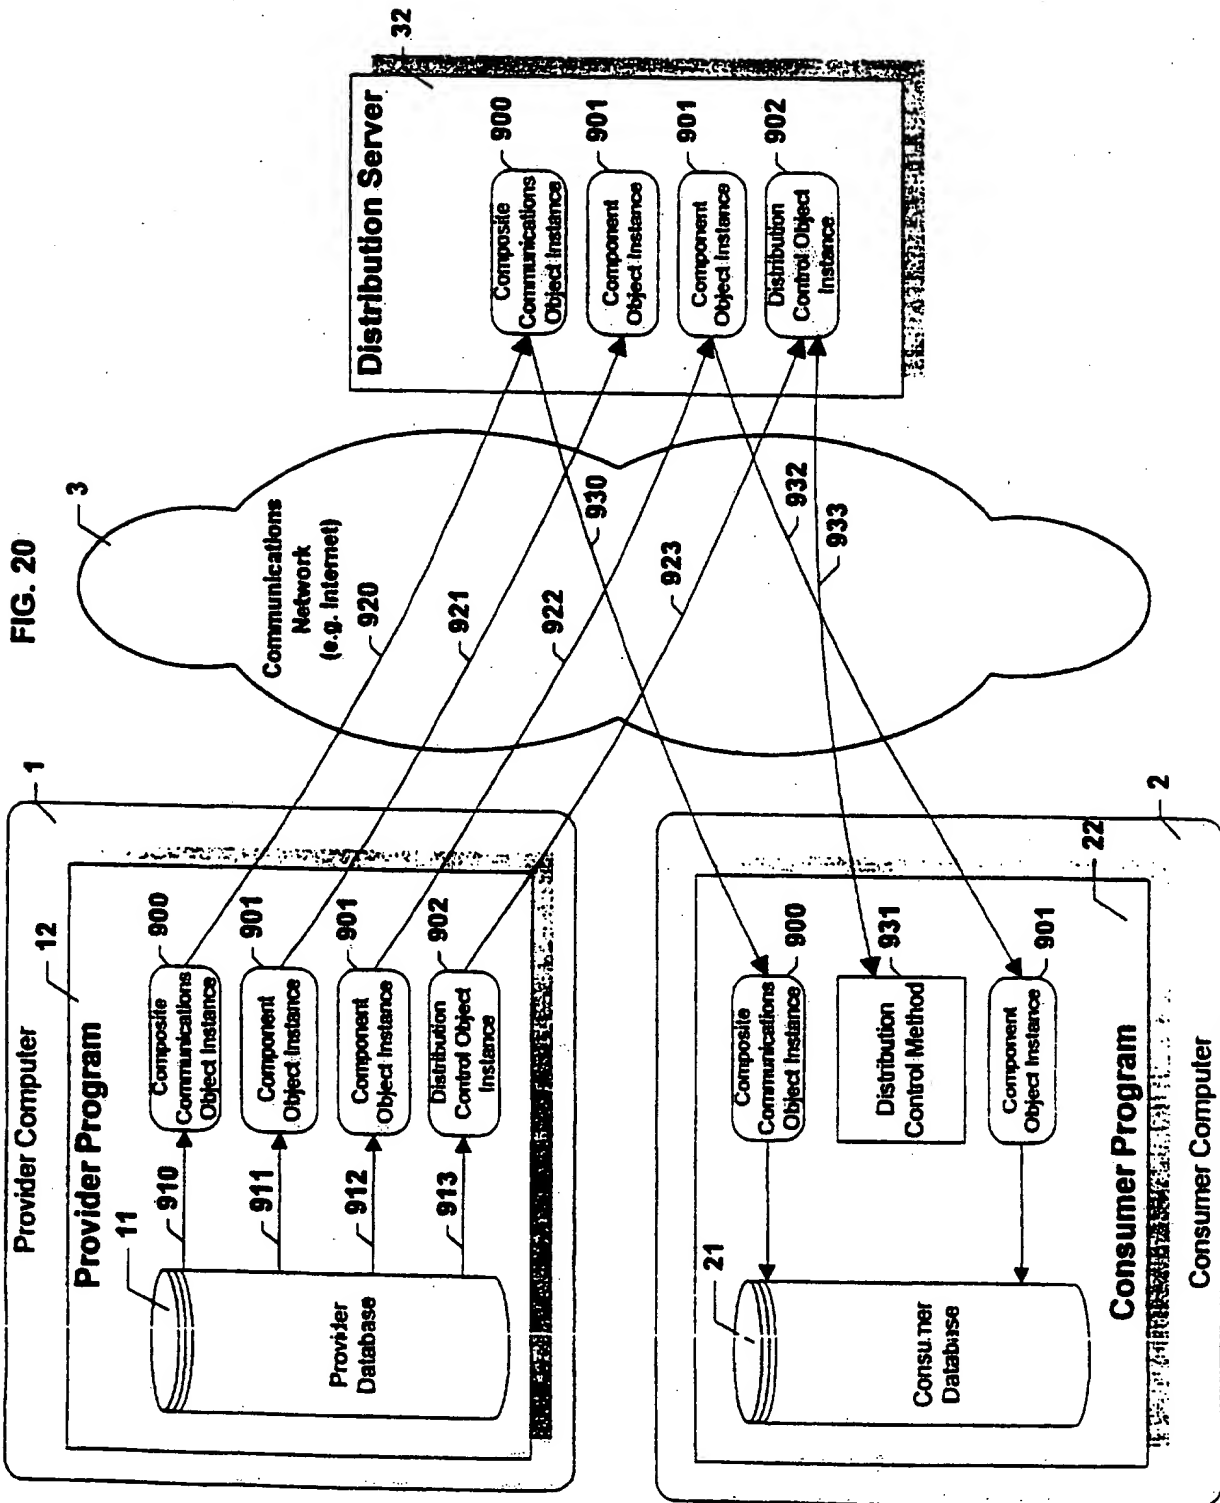 FIG. 20
Provider Computer
1
12
Provider Program
11
Provider
Database
910
911
912
913
Composite
Communications
Object Instance
900
Component
Object Instance
901
Component
Object Instance
901
Distribution
Control Object
Instance
902
3
Communications
Network
(e.g. Internet)
920
921
922
923
930
932
933
Distribution Server
32
Composite
Communications
Object Instance
900
Component
Object Instance
901
Component
Object Instance
901
Distribution
Control Object
Instance
902
21
Consumer
Database
Composite
Communications
Object Instance
900
Distribution
Control Method
931
Component
Object Instance
901
Consumer Program
22
Consumer Computer
2